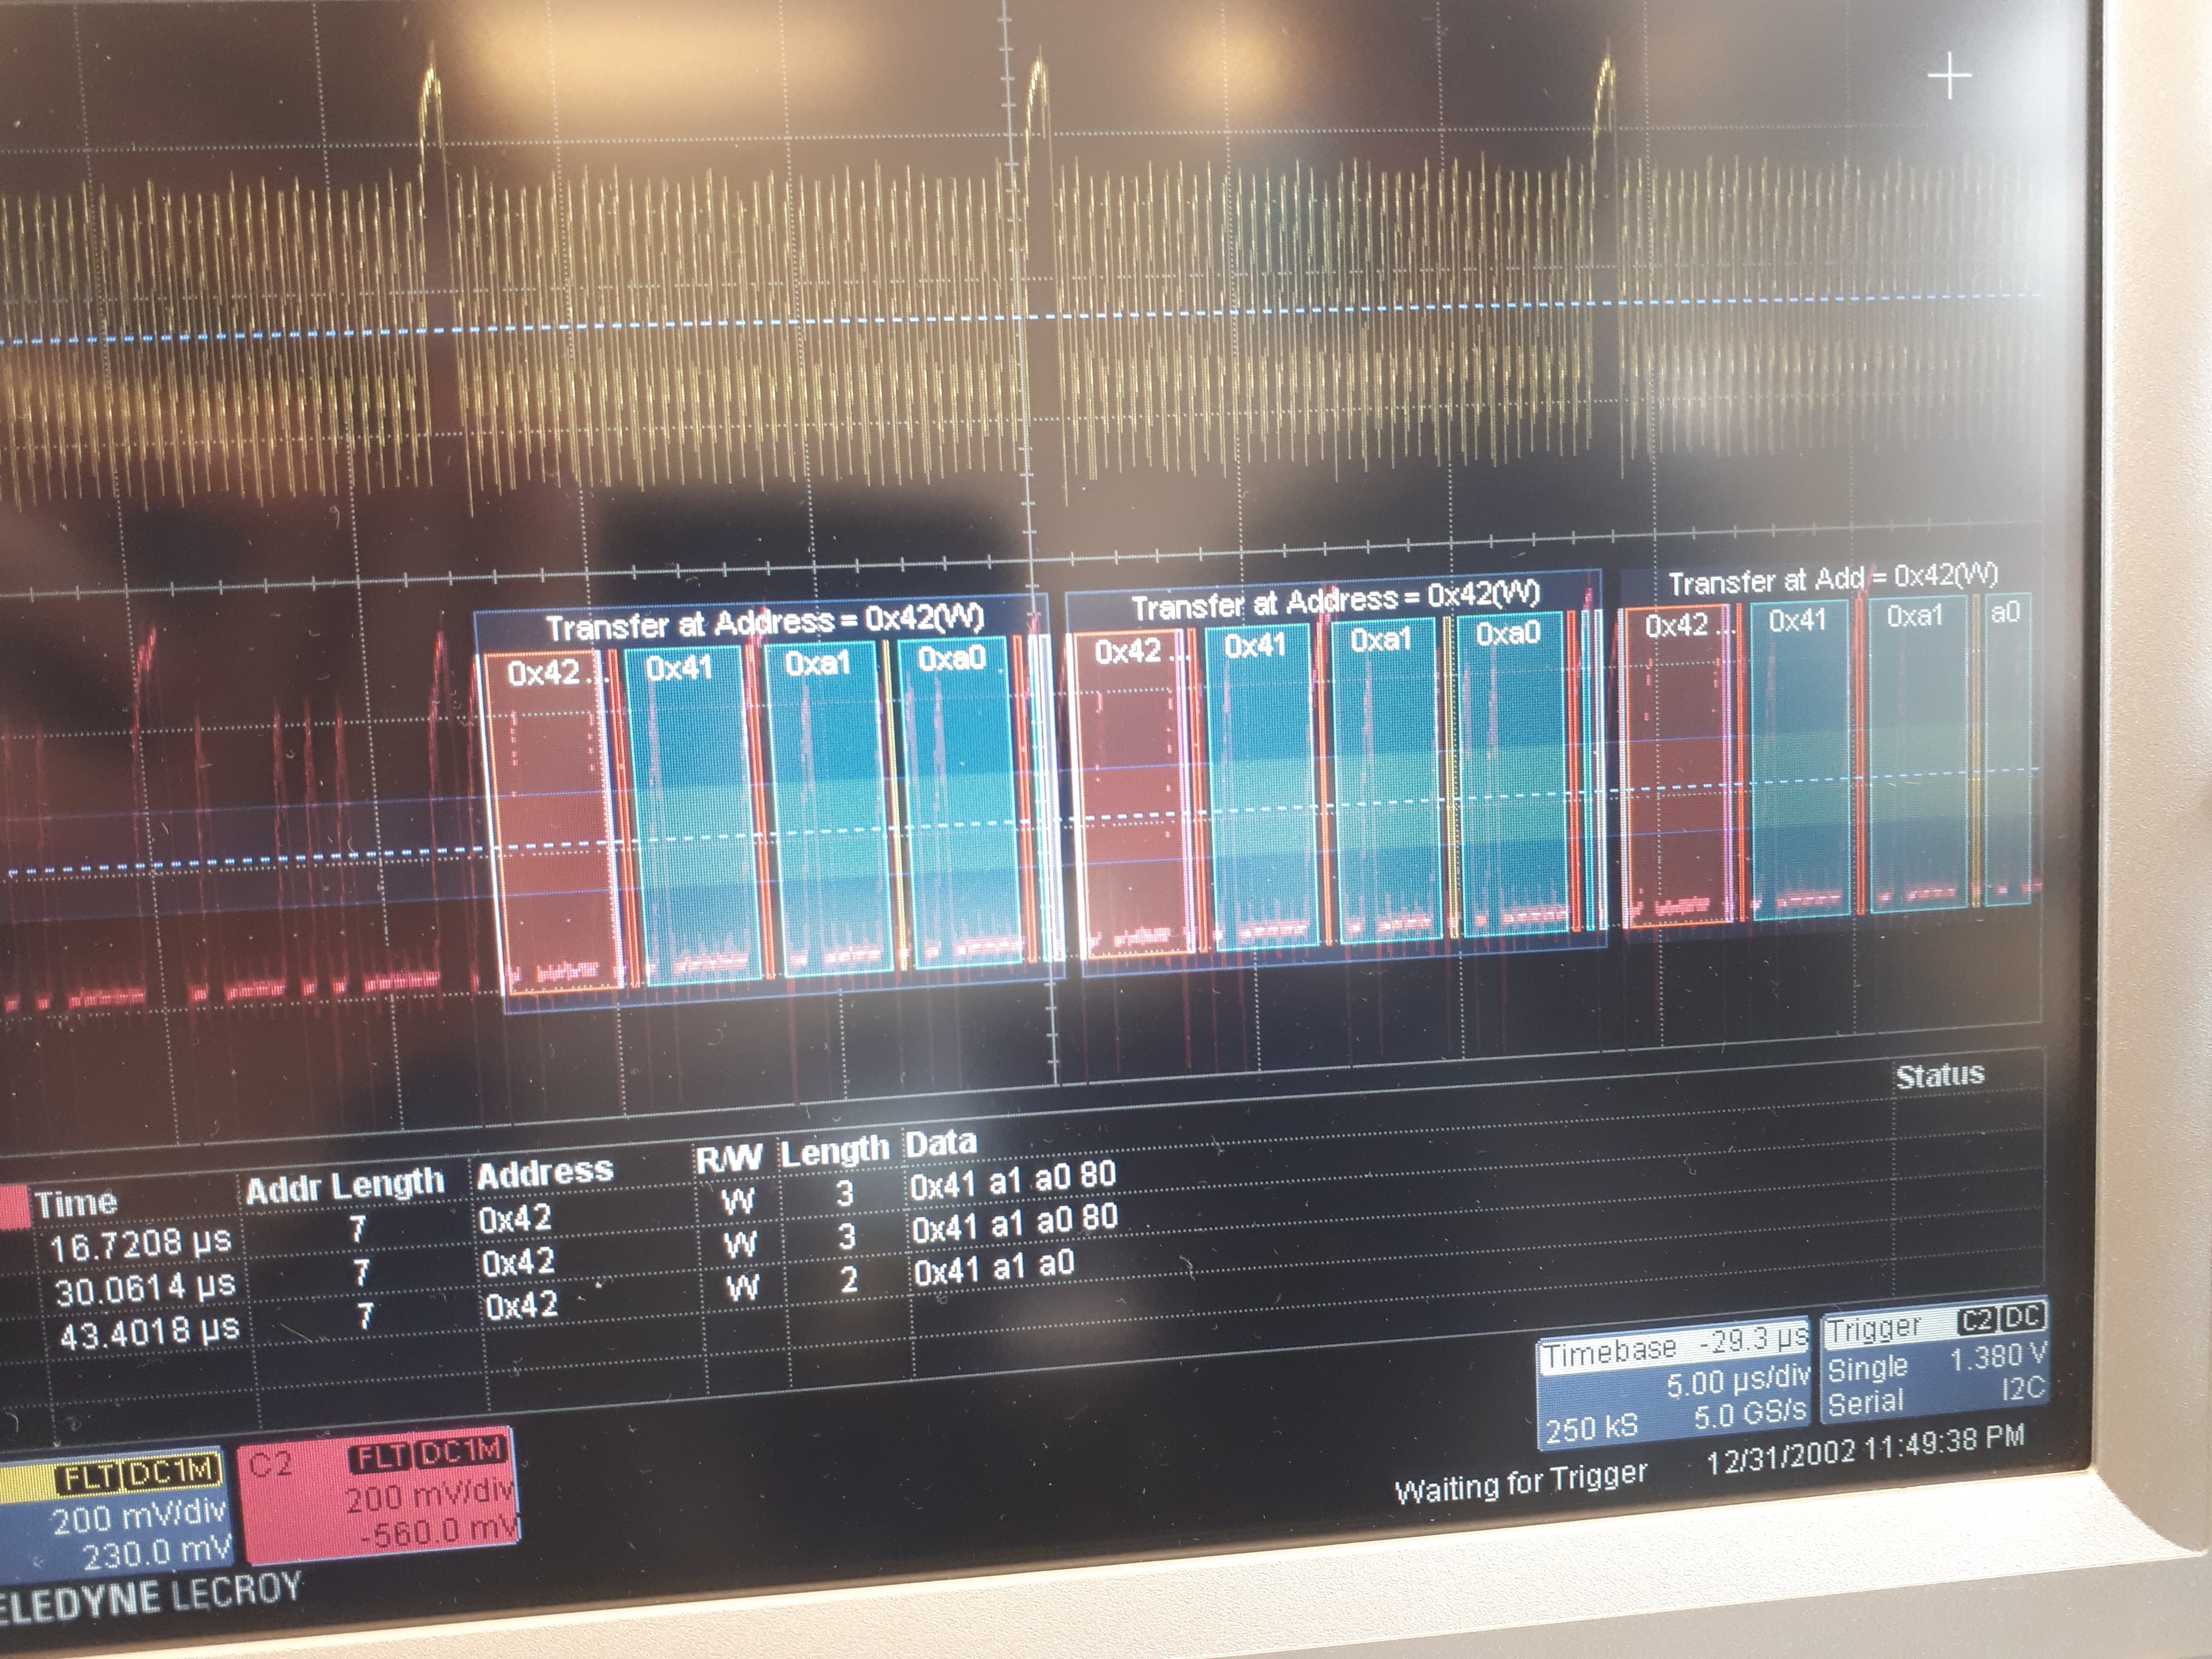 Transfer at Address = 0x42(W)
0x42 ... 0x41 0xa1 0xa0
Transfer at Address = 0x42(W)
0x42 ... 0x41 0xa1 0xa0
Transfer at Add = 0x42(W)
0x42 ... 0x41 0xa1 a0
Time Addr Length Address R/W Length Data Status
16.7208 µs 7 0x42 W 3 0x41 a1 a0 80
30.0614 µs 7 0x42 W 3 0x41 a1 a0 80
43.4018 µs 7 0x42 W 2 0x41 a1 a0
FLT DC1M
200 mV/div
230.0 mV
C2 FLT DC1M
200 mV/div
-560.0 mV
Timebase -29.3 µs
5.00 µs/div
250 kS 5.0 GS/s
Trigger C2 DC
Single 1.380 V
Serial I2C
Waiting for Trigger 12/31/2002 11:49:38 PM
ELEDYNE LECROY